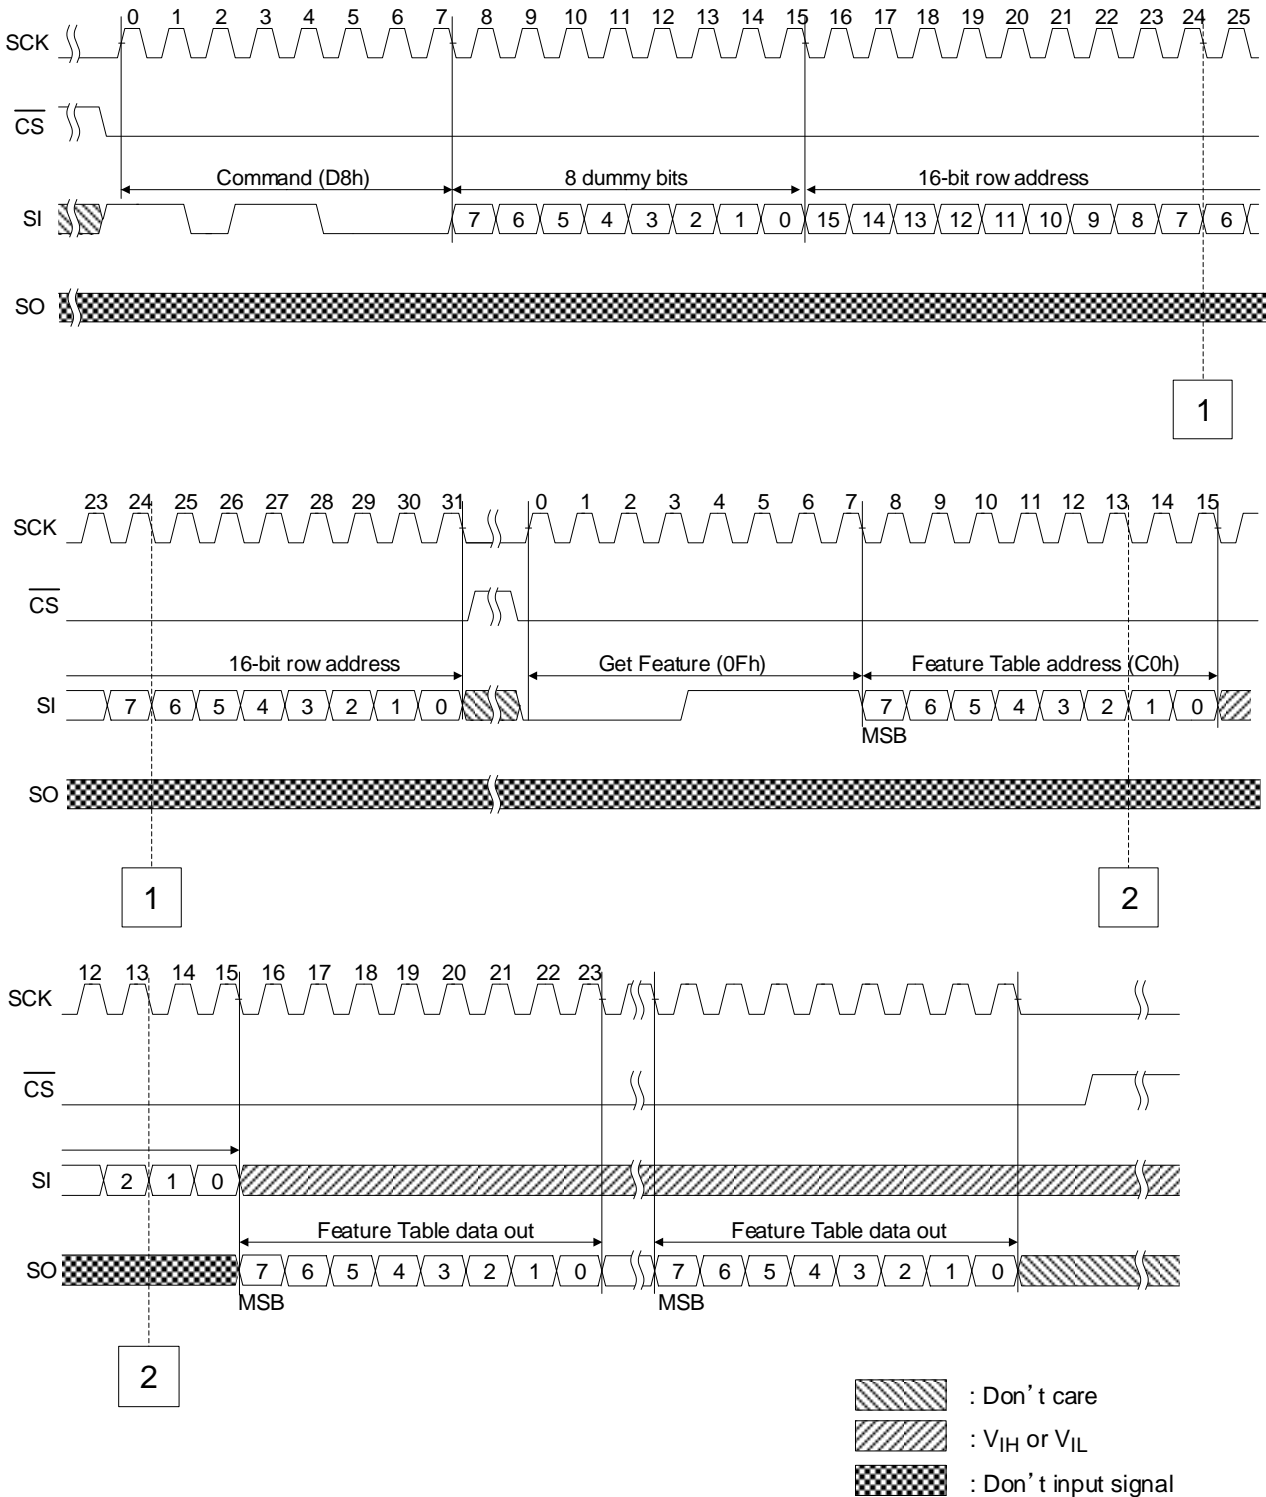 0 1 2 3 4 5 6 7 8 9 10 11 12 13 14 15 16 17 18 19 20 21 22 23 24 25
SCK
CS
Command (D8h) 8 dummy bits 16-bit row address
SI 7 6 5 4 3 2 1 0 15 14 13 12 11 10 9 8 7 6
SO
1
23 24 25 26 27 28 29 30 31 0 1 2 3 4 5 6 7 8 9 10 11 12 13 14 15
SCK
CS
16-bit row address Get Feature (0Fh) Feature Table address (C0h)
SI 7 6 5 4 3 2 1 0 7 6 5 4 3 2 1 0
MSB
SO
1 2
12 13 14 15 16 17 18 19 20 21 22 23
SCK
CS
SI 2 1 0
Feature Table data out Feature Table data out
SO 7 6 5 4 3 2 1 0 7 6 5 4 3 2 1 0
MSB MSB
2
: Don't care
: VIH or VIL
: Don't input signal